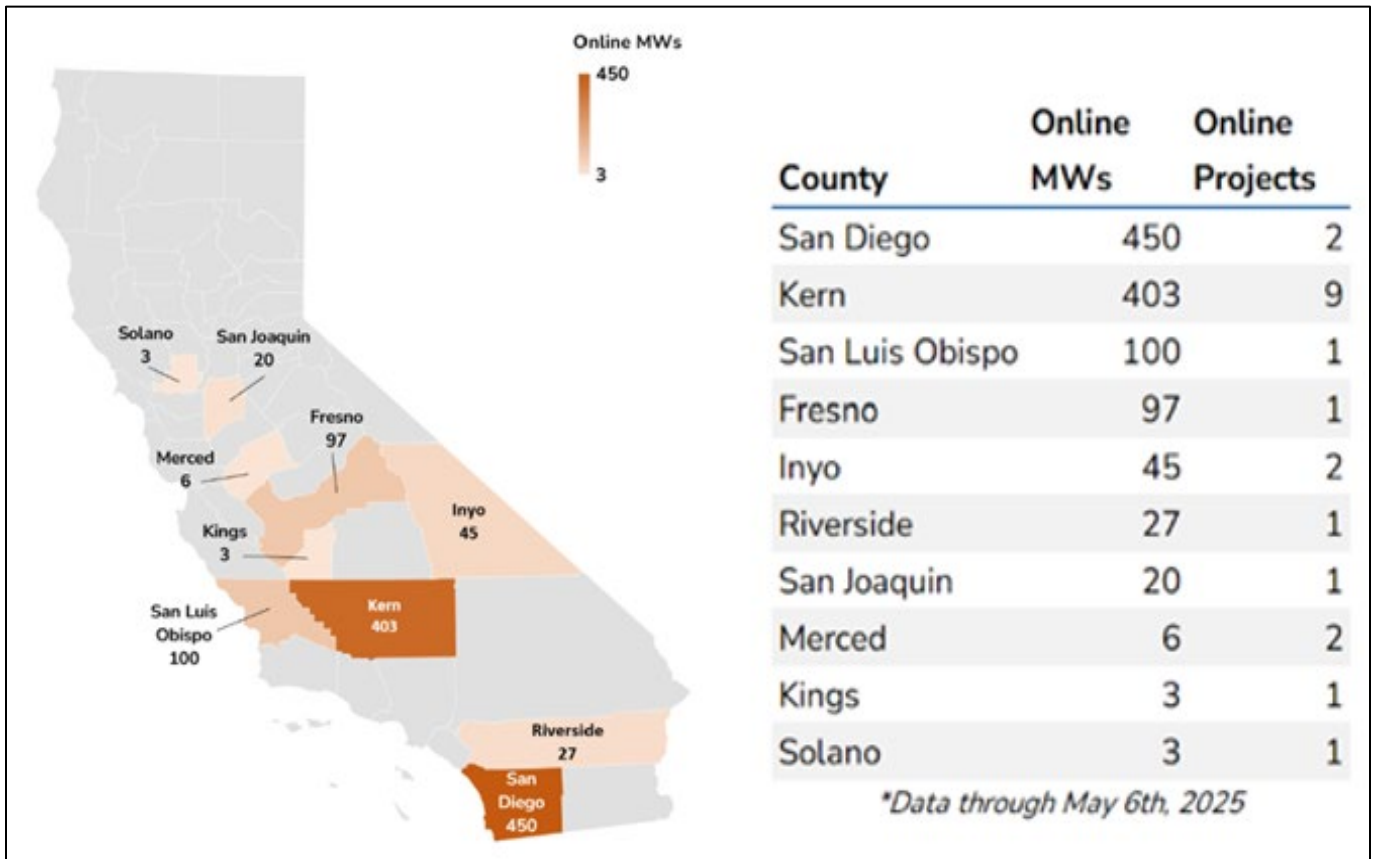 Online MWs
450
3
Solano
3
San Joaquin
20
Fresno
97
Merced
6
Inyo
45
Kings
3
San Luis
Obispo
100
Kern
403
Riverside
27
San
Diego
450
Online Online
County MWs Projects
San Diego 450 2
Kern 403 9
San Luis Obispo 100 1
Fresno 97 1
Inyo 45 2
Riverside 27 1
San Joaquin 20 1
Merced 6 2
Kings 3 1
Solano 3 1
*Data through May 6th, 2025